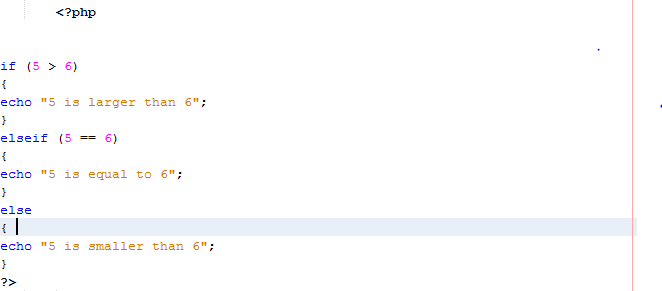 <?php
if (5 > 6)
{
echo "5 is larger than 6";
}
elseif (5 == 6)
{
echo "5 is equal to 6";
}
else
{
echo "5 is smaller than 6";
}
?>